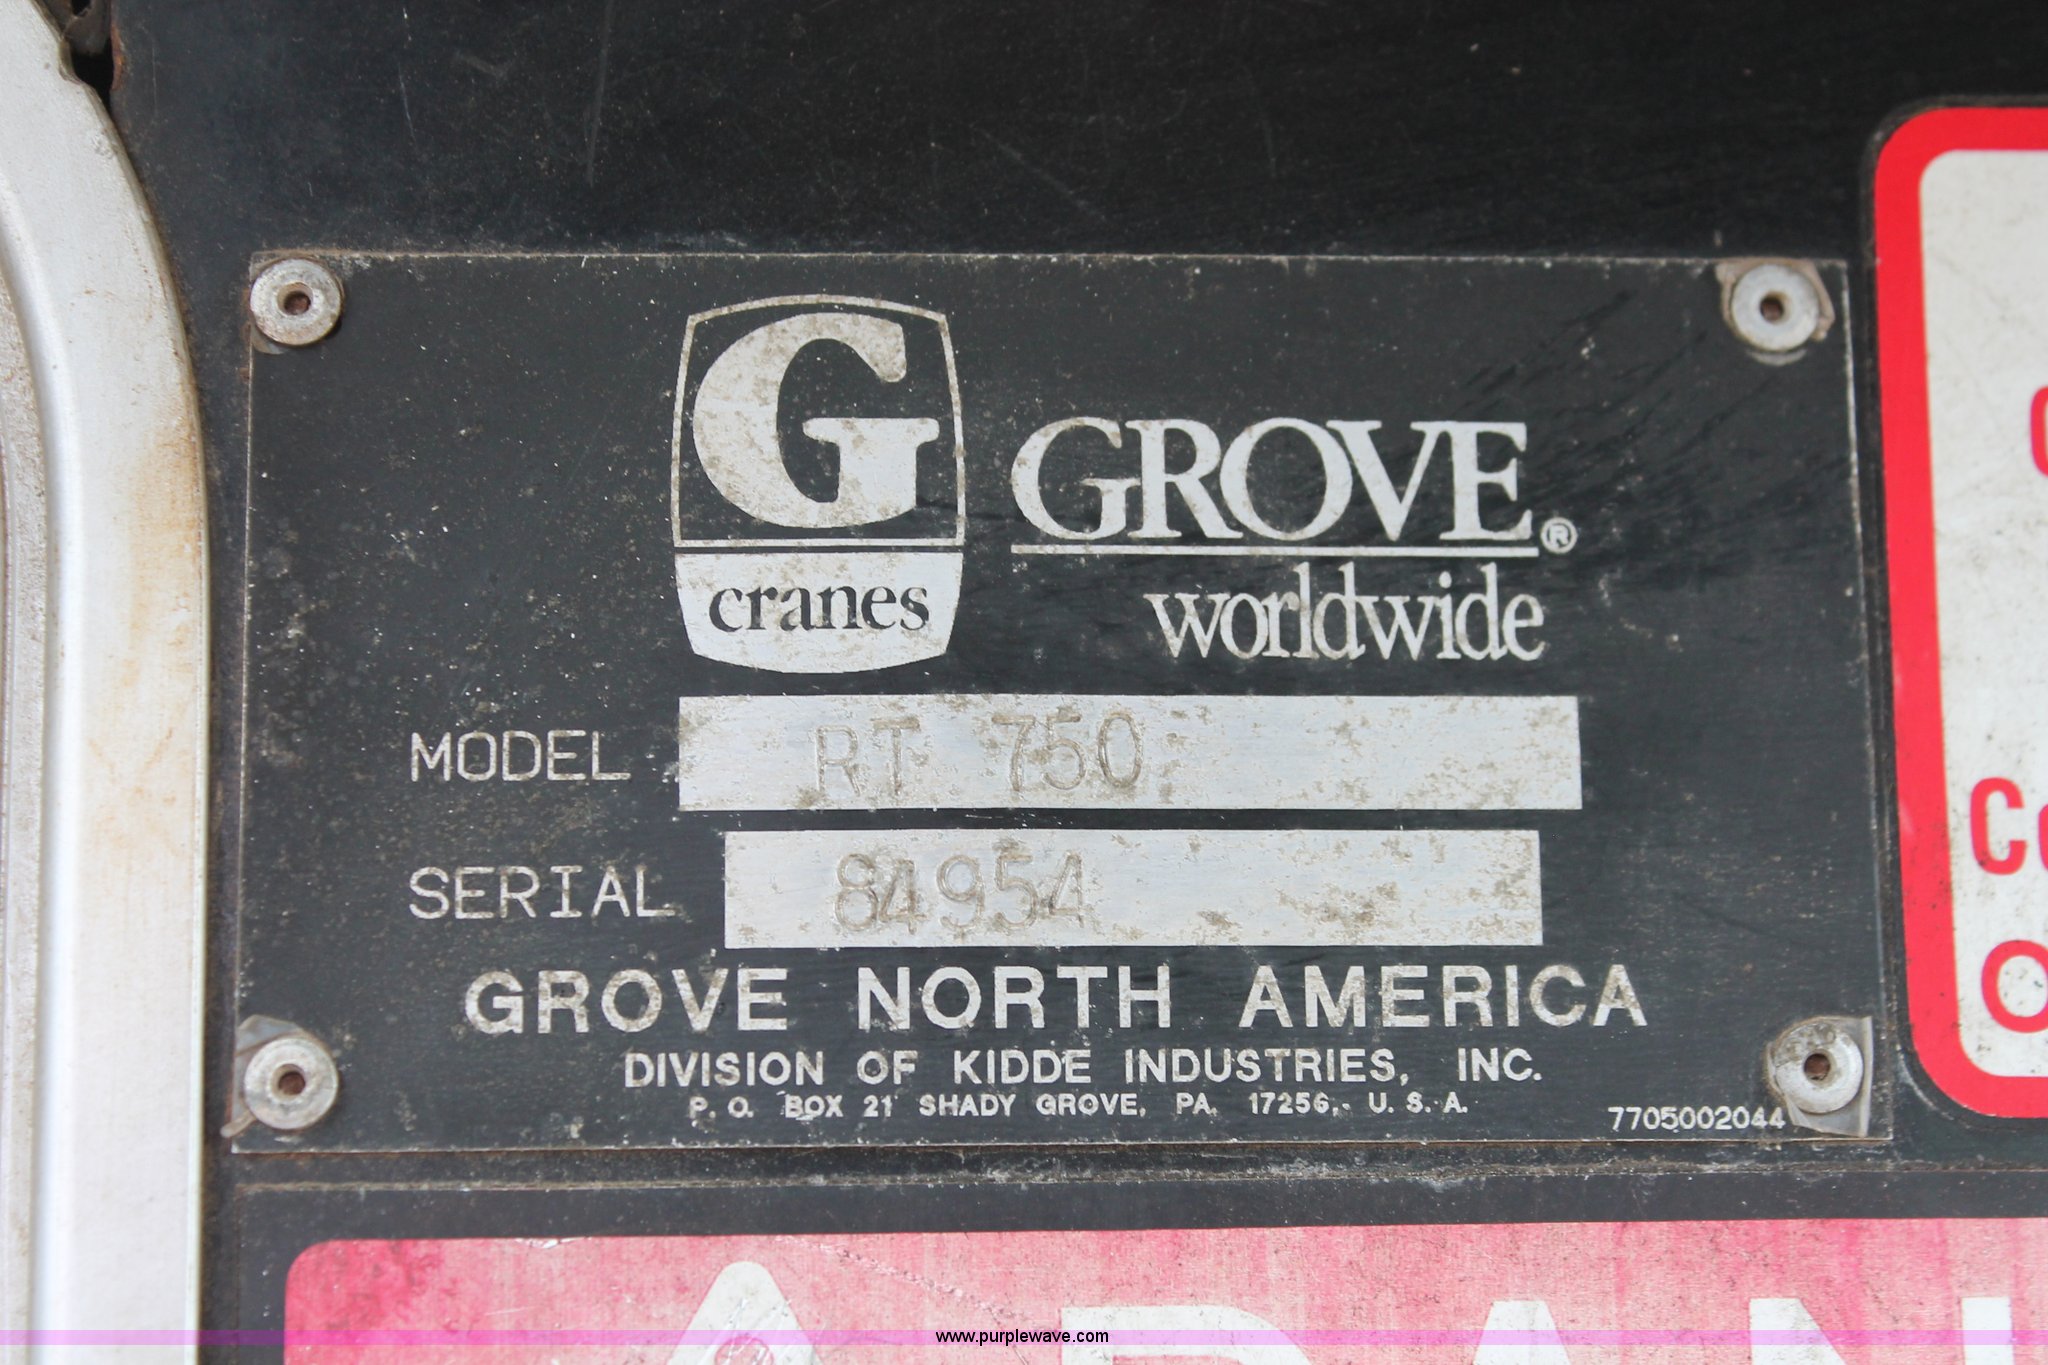 G
cranes
GROVE®
worldwide
MODEL RT 750
SERIAL 84954
GROVE NORTH AMERICA
DIVISION OF KIDDE INDUSTRIES, INC.
P. O. BOX 21 SHADY GROVE, PA. 17256, U. S. A.
7705002044
www.purplewave.com